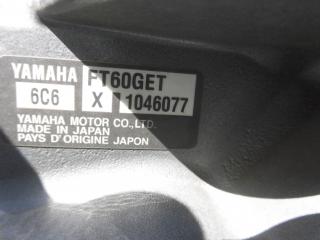 YAMAHA FT60GET
6C6 X 1046077
YAMAHA MOTOR CO.,LTD.
MADE IN JAPAN
PAYS D'ORIGINE JAPON